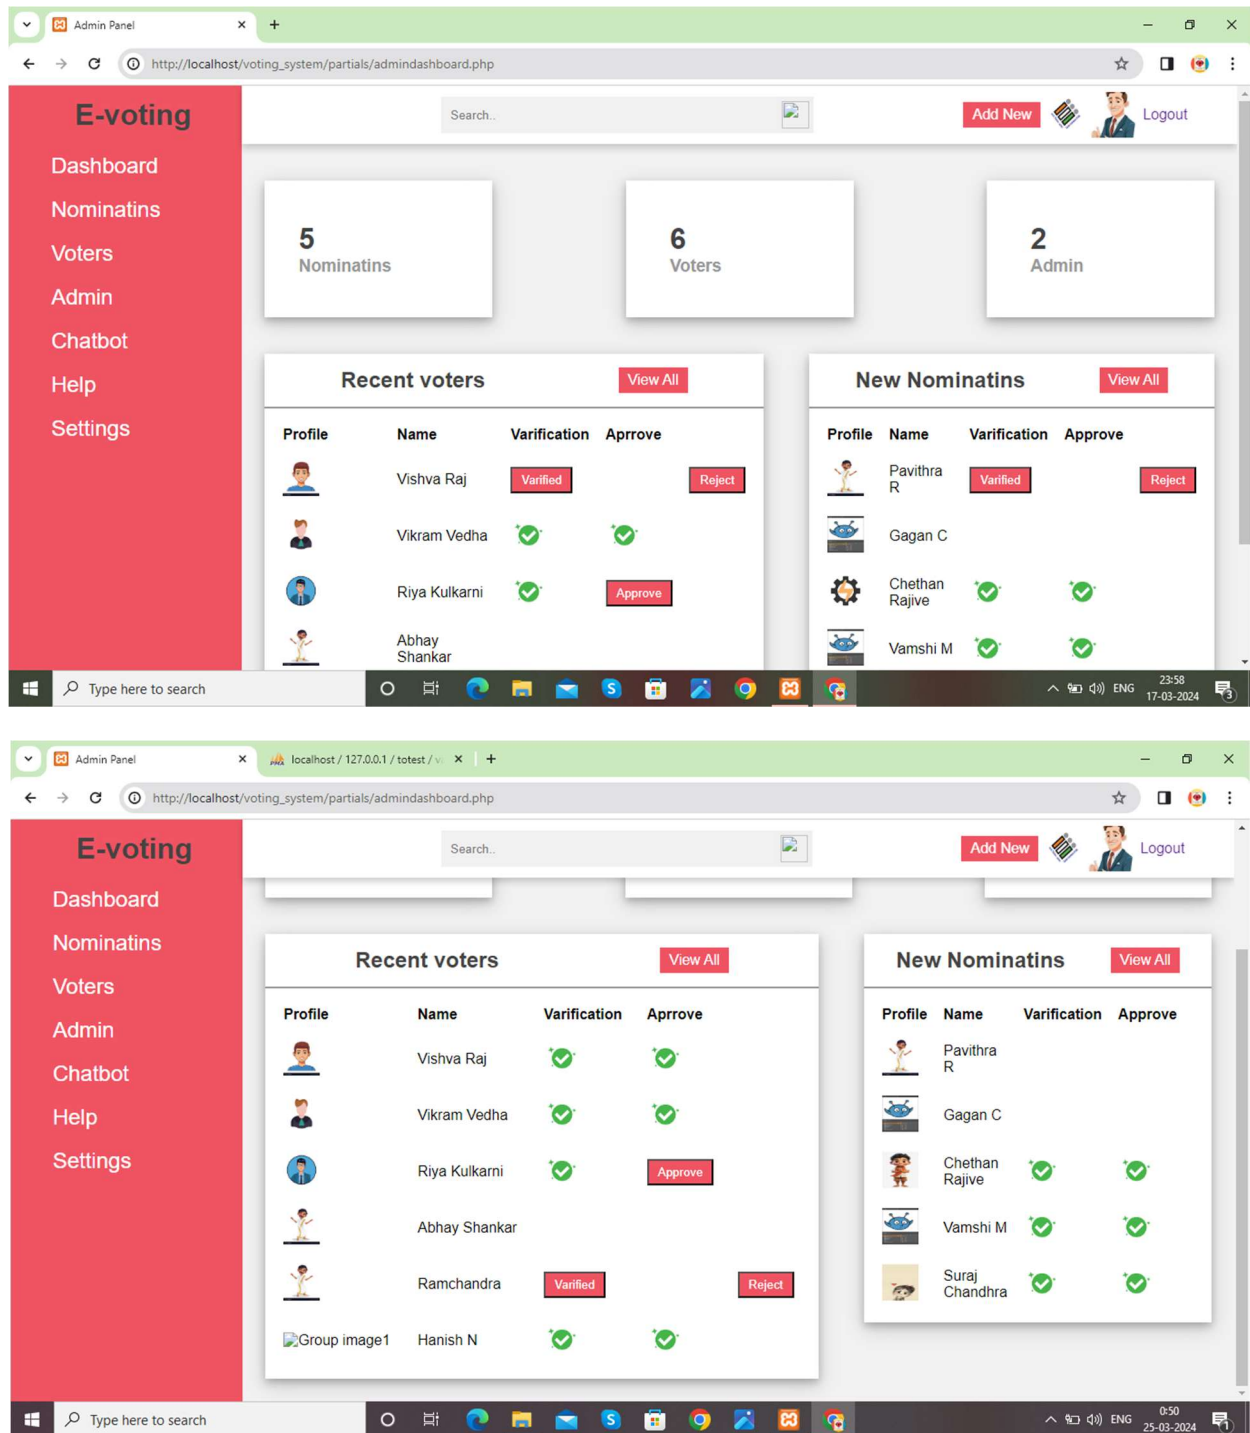 Admin Panel
http://localhost/voting_system/partials/admindashboard.php
E-voting
Search..
Add New
Logout
Dashboard
Nominatins
Voters
Admin
Chatbot
Help
Settings
5
Nominatins
6
Voters
2
Admin
Recent voters View All
Profile Name Varification Aprrove
Vishva Raj Varified Reject
Vikram Vedha
Riya Kulkarni Approve
Abhay
Shankar
New Nominatins View All
Profile Name Varification Approve
Pavithra
R Varified Reject
Gagan C
Chethan
Rajive
Vamshi M
Type here to search
ENG
23:58
17-03-2024
3
Admin Panel
localhost / 127.0.0.1 / totest /
http://localhost/voting_system/partials/admindashboard.php
E-voting
Search..
Add New
Logout
Dashboard
Nominatins
Voters
Admin
Chatbot
Help
Settings
Recent voters View All
Profile Name Varification Aprrove
Vishva Raj
Vikram Vedha
Riya Kulkarni Approve
Abhay Shankar
Ramchandra Varified Reject
Group image1 Hanish N
New Nominatins View All
Profile Name Varification Approve
Pavithra
R
Gagan C
Chethan
Rajive
Vamshi M
Suraj
Chandhra
Type here to search
ENG
0:50
25-03-2024
1